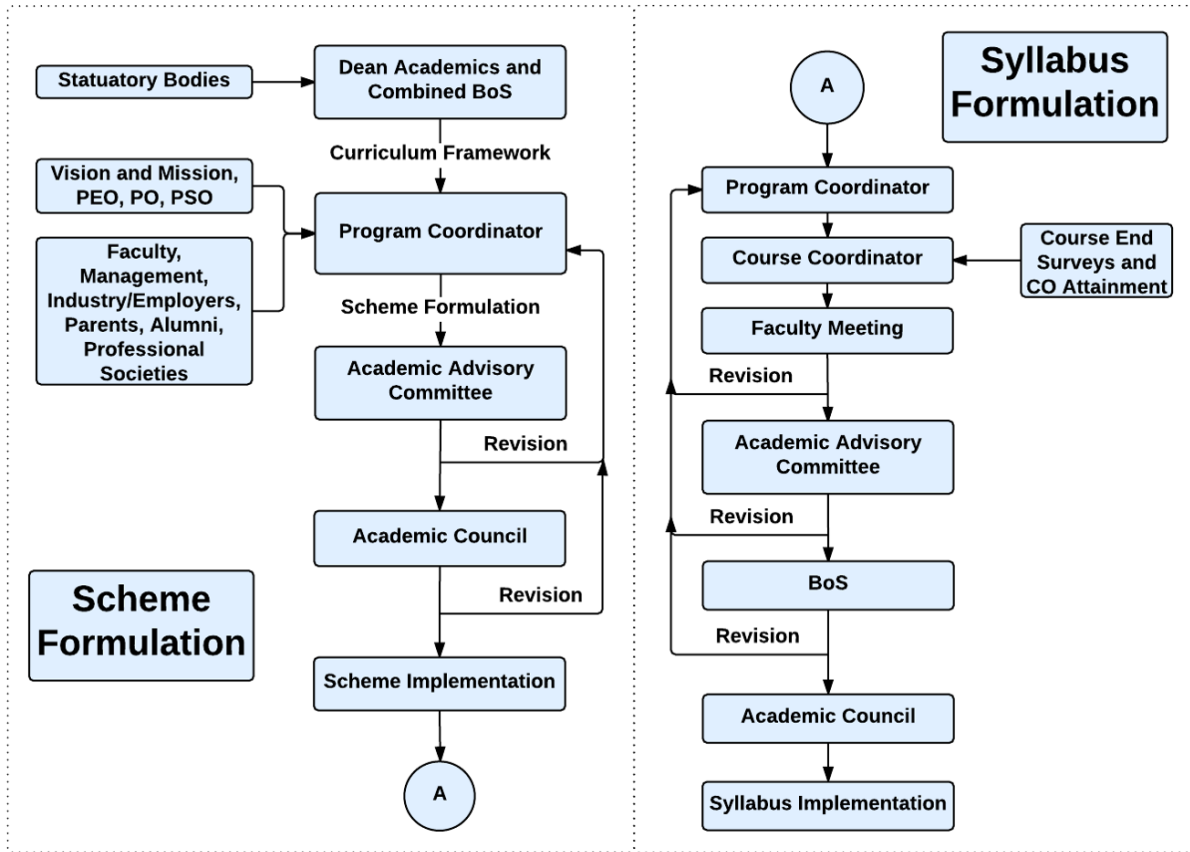 Statuatory Bodies
Dean Academics and
Combined BoS
Curriculum Framework
Vision and Mission,
PEO, PO, PSO
Program Coordinator
Faculty,
Management,
Industry/Employers,
Parents, Alumni,
Professional
Societies
Scheme Formulation
Academic Advisory
Committee
Revision
Academic Council
Revision
Scheme
Formulation
Scheme Implementation
A
Syllabus
Formulation
A
Program Coordinator
Course Coordinator
Course End
Surveys and
CO Attainment
Faculty Meeting
Revision
Academic Advisory
Committee
Revision
BoS
Revision
Academic Council
Syllabus Implementation